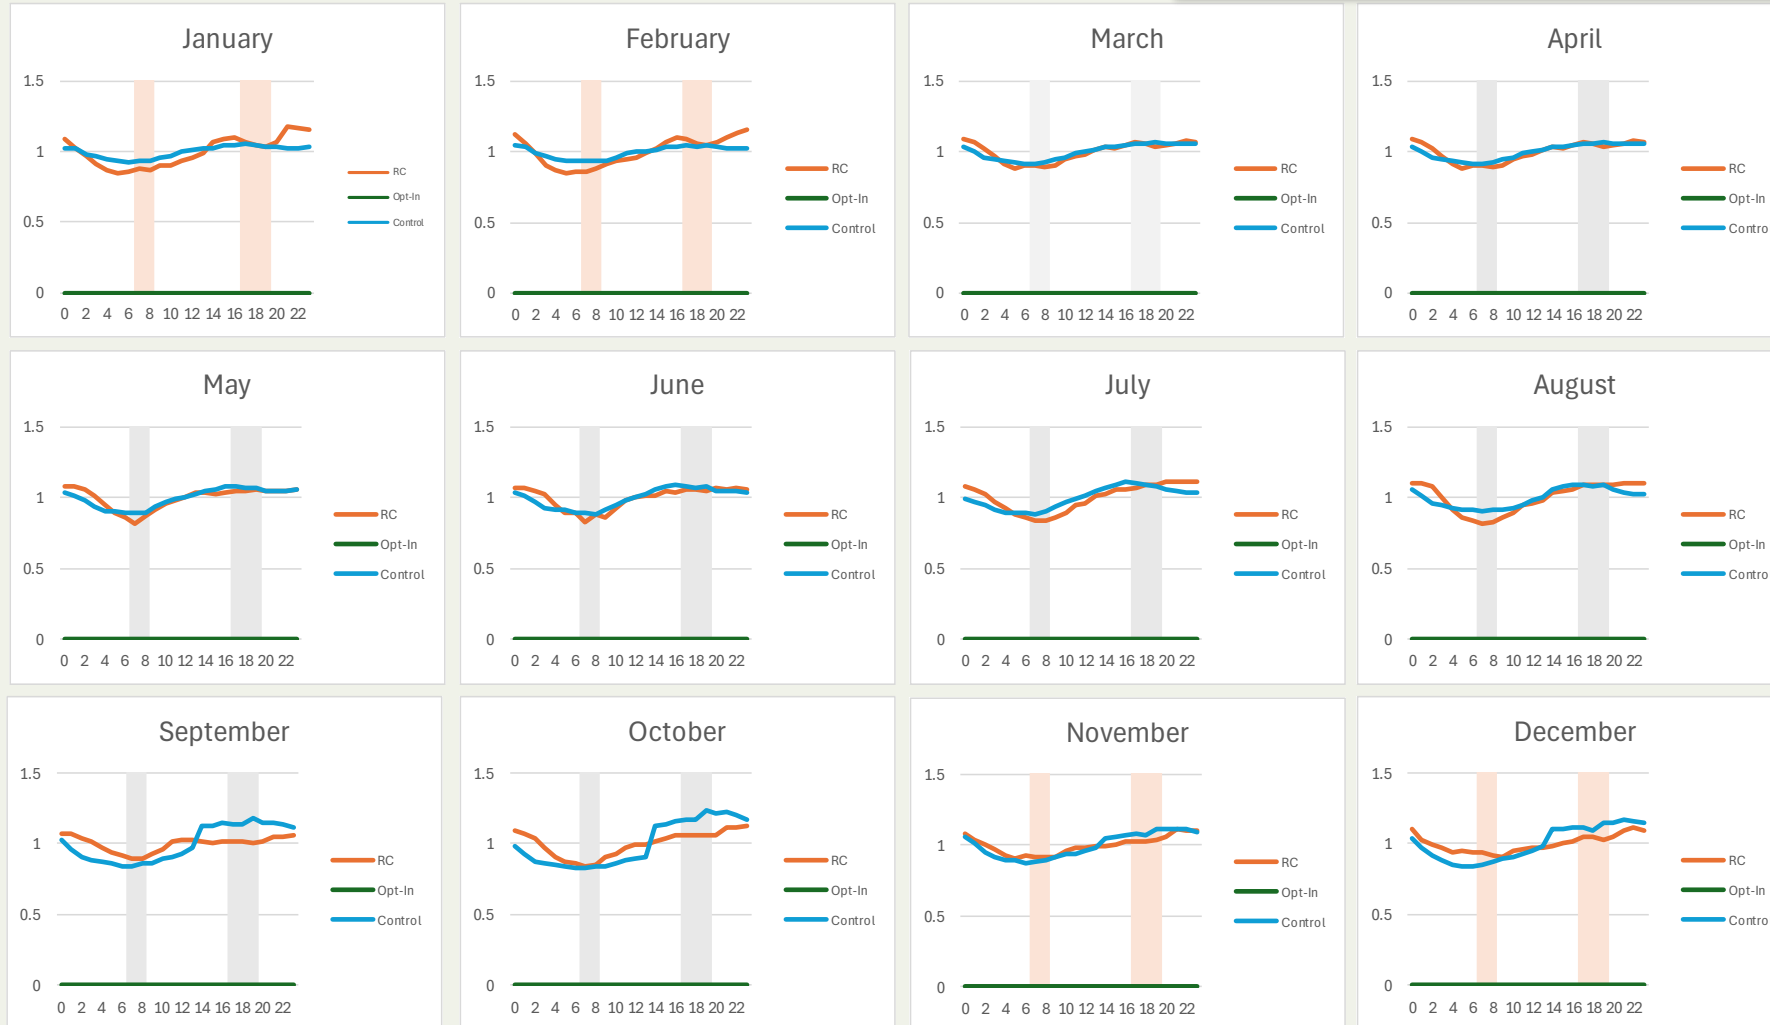 January
1.5
1
0.5
0
0 2 4 6 8 10 12 14 16 18 20 22
RC
Opt-In
Control
February
1.5
1
0.5
0
0 2 4 6 8 10 12 14 16 18 20 22
RC
Opt-In
Control
March
1.5
1
0.5
0
0 2 4 6 8 10 12 14 16 18 20 22
RC
Opt-In
Control
April
1.5
1
0.5
0
0 2 4 6 8 10 12 14 16 18 20 22
RC
Opt-In
Contro
May
1.5
1
0.5
0
0 2 4 6 8 10 12 14 16 18 20 22
RC
Opt-In
Control
June
1.5
1
0.5
0
0 2 4 6 8 10 12 14 16 18 20 22
RC
Opt-In
Control
July
1.5
1
0.5
0
0 2 4 6 8 10 12 14 16 18 20 22
RC
Opt-In
Control
August
1.5
1
0.5
0
0 2 4 6 8 10 12 14 16 18 20 22
RC
Opt-In
Contro
September
1.5
1
0.5
0
0 2 4 6 8 10 12 14 16 18 20 22
RC
Opt-In
Control
October
1.5
1
0.5
0
0 2 4 6 8 10 12 14 16 18 20 22
RC
Opt-In
Control
November
1.5
1
0.5
0
0 2 4 6 8 10 12 14 16 18 20 22
RC
Opt-In
Control
December
1.5
1
0.5
0
0 2 4 6 8 10 12 14 16 18 20 22
RC
Opt-In
Contro